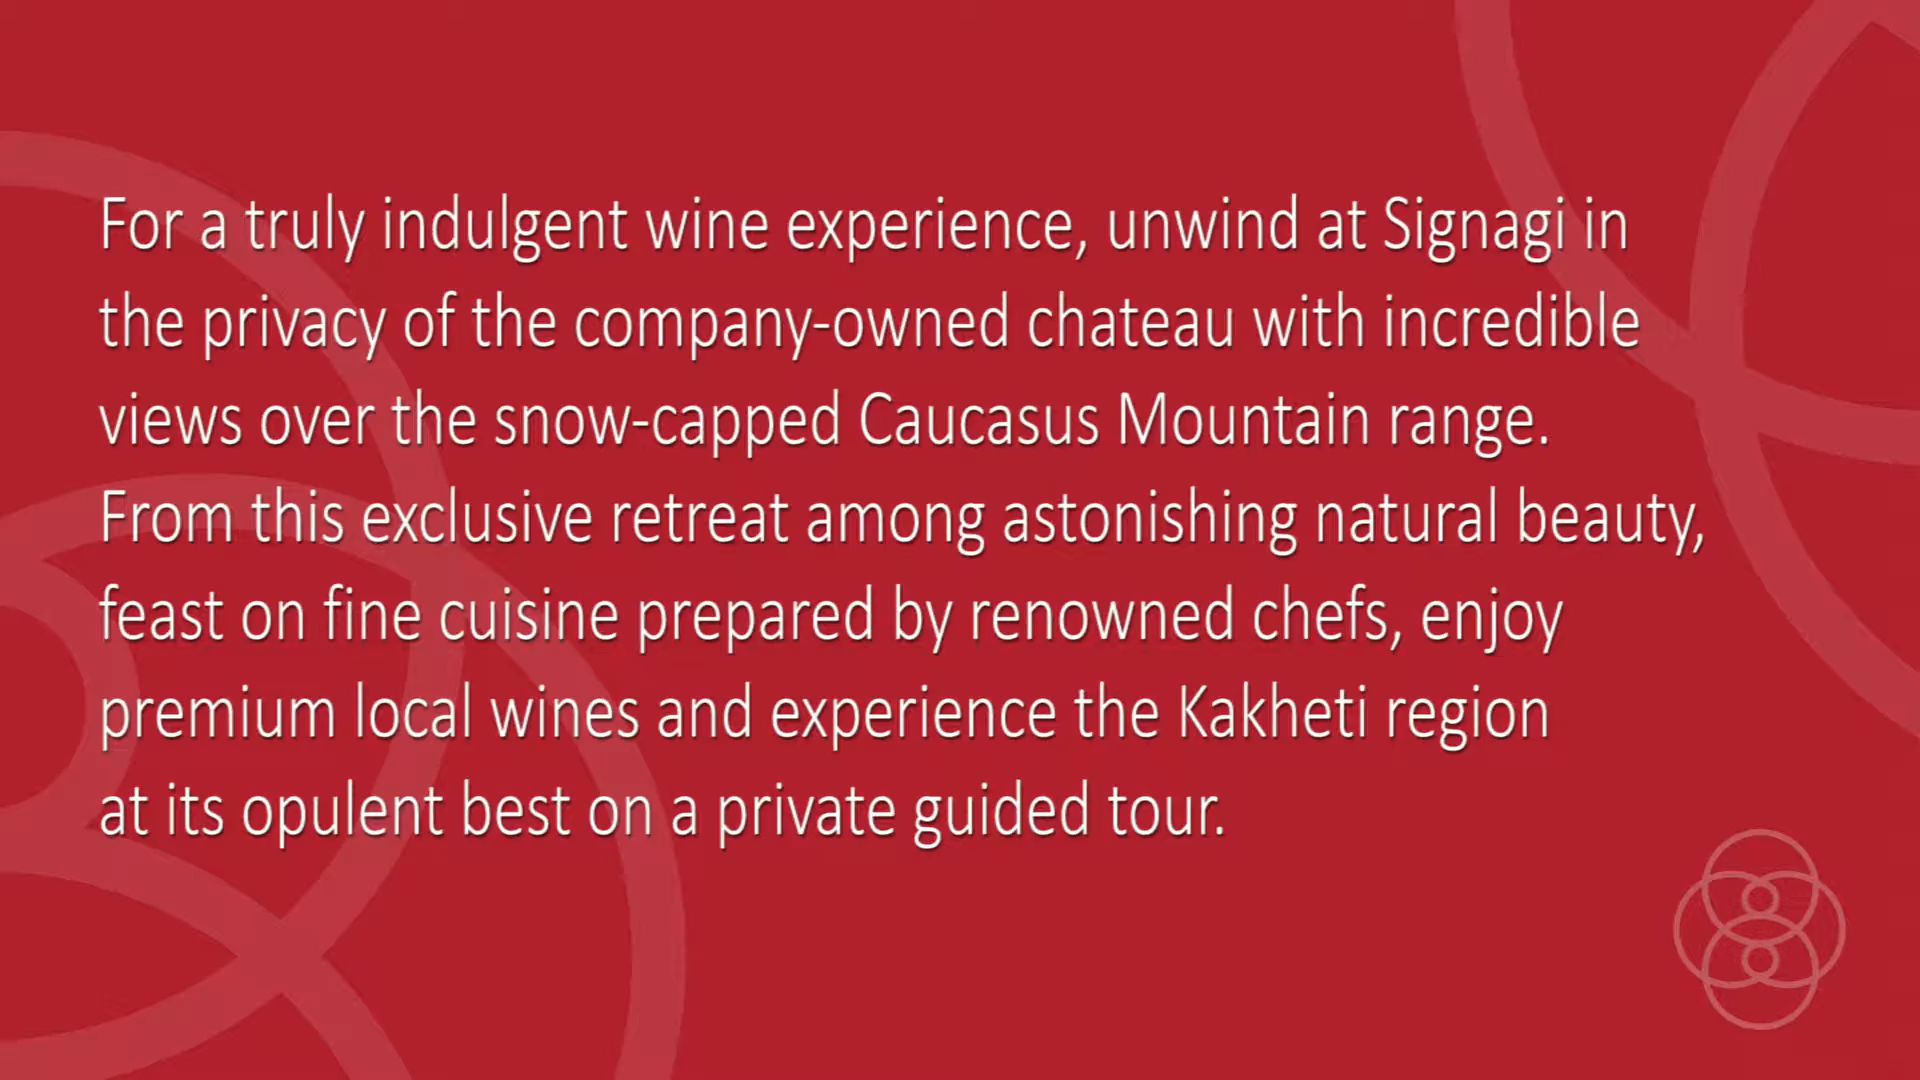 For a truly indulgent wine experience, unwind at Signagi in
the privacy of the company-owned chateau with incredible
views over the snow-capped Caucasus Mountain range.
From this exclusive retreat among astonishing natural beauty,
feast on fine cuisine prepared by renowned chefs, enjoy
premium local wines and experience the Kakheti region
at its opulent best on a private guided tour.